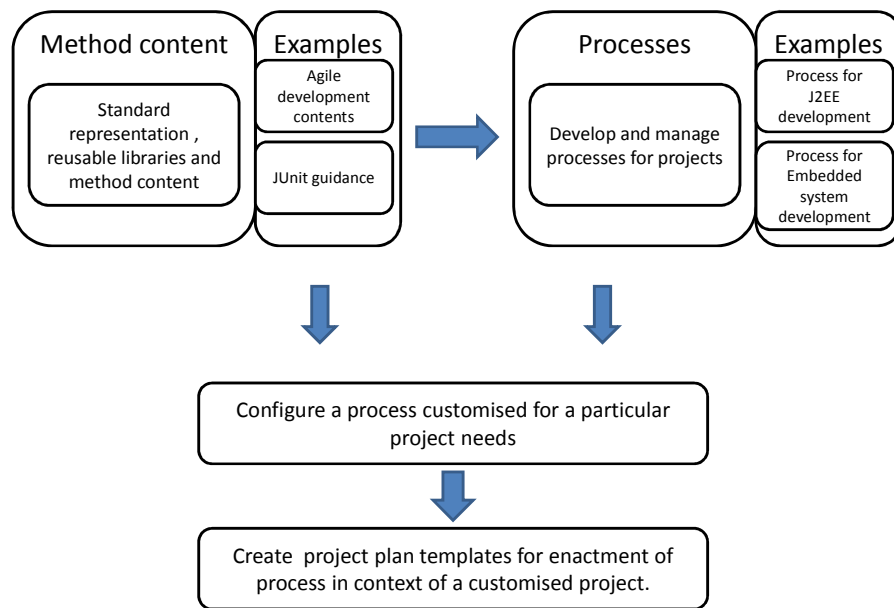 Method content
Examples
Standard
representation ,
reusable libraries and
method content
Agile
development
contents
JUnit guidance
Processes
Examples
Develop and manage
processes for projects
Process for
J2EE
development
Process for
Embedded
system
development
Configure a process customised for a particular
project needs
Create  project plan templates for enactment of
process in context of a customised project.